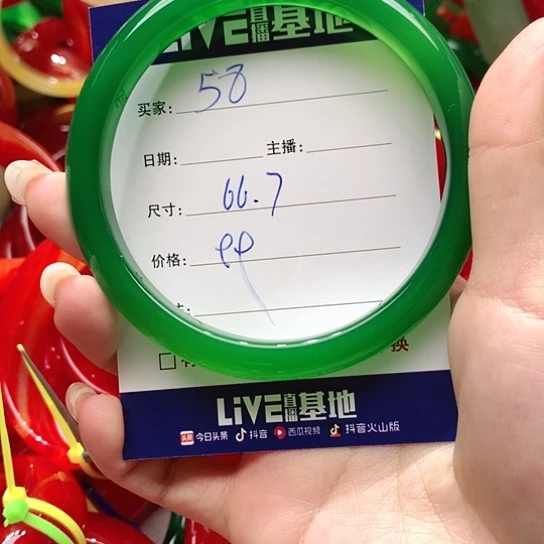 LiVE直播基地
买家: 58
日期: 主播:
尺寸: 66.7
价格: 99
换
LiVE直播基地
今日头条 抖音 西瓜视频 抖音火山版